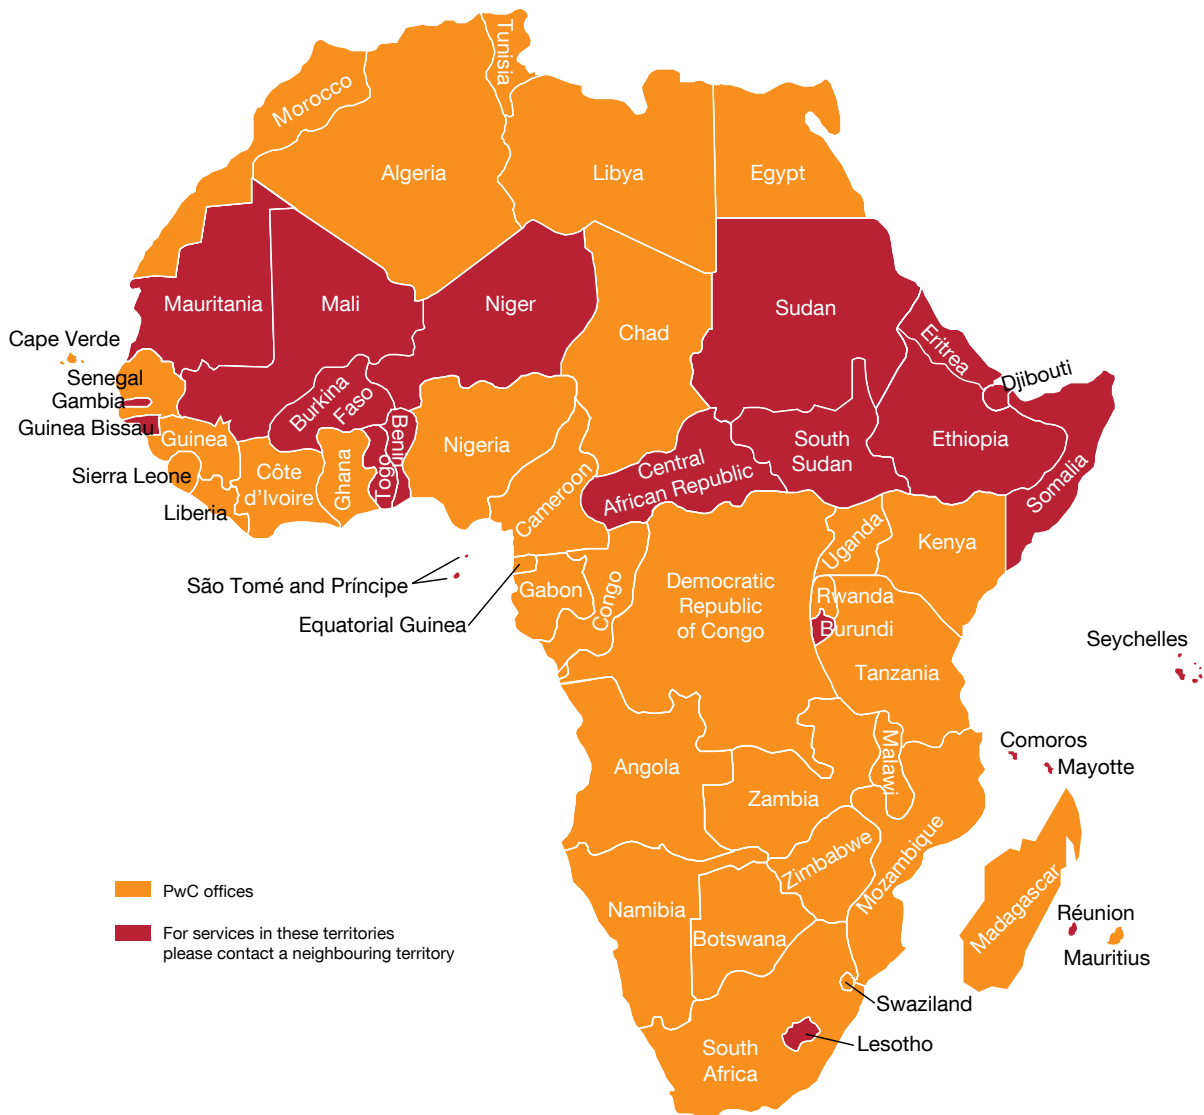 Tunisia
Morocco
Algeria
Libya
Egypt
Mauritania
Mali
Niger
Chad
Sudan
Eritrea
Djibouti
Cape Verde
Senegal
Gambia
Guinea Bissau
Guinea
Sierra Leone
Liberia
Côte
d'Ivoire
Burkina
Faso
Ghana
Togo
Benin
Nigeria
Cameroon
Central
African Republic
South
Sudan
Ethiopia
Somalia
São Tomé and Príncipe
Equatorial Guinea
Gabon
Congo
Democratic
Republic
of Congo
Uganda
Kenya
Rwanda
Burundi
Tanzania
Seychelles
Comoros
Mayotte
Angola
Zambia
Malawi
Mozambique
Zimbabwe
Namibia
Botswana
Madagascar
Réunion
Mauritius
Swaziland
Lesotho
South
Africa
PwC offices
For services in these territories
please contact a neighbouring territory